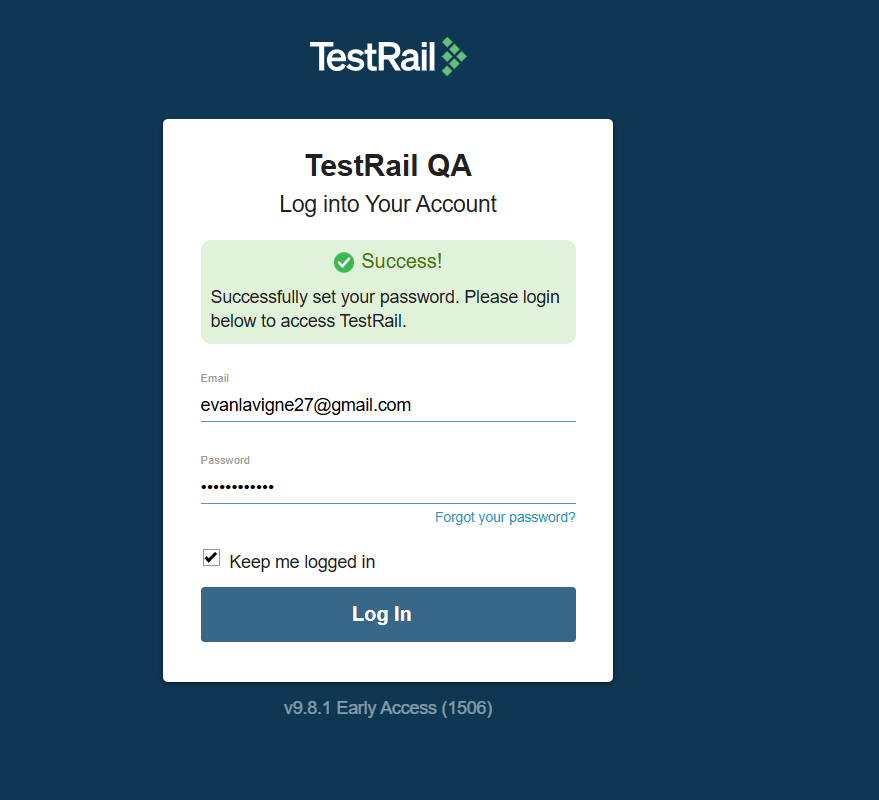 TestRail
TestRail QA
Log into Your Account
Success!
Successfully set your password. Please login
below to access TestRail.
Email
evanlavigne27@gmail.com
Password
••••••••••••
Forgot your password?
Keep me logged in
Log In
v9.8.1 Early Access (1506)